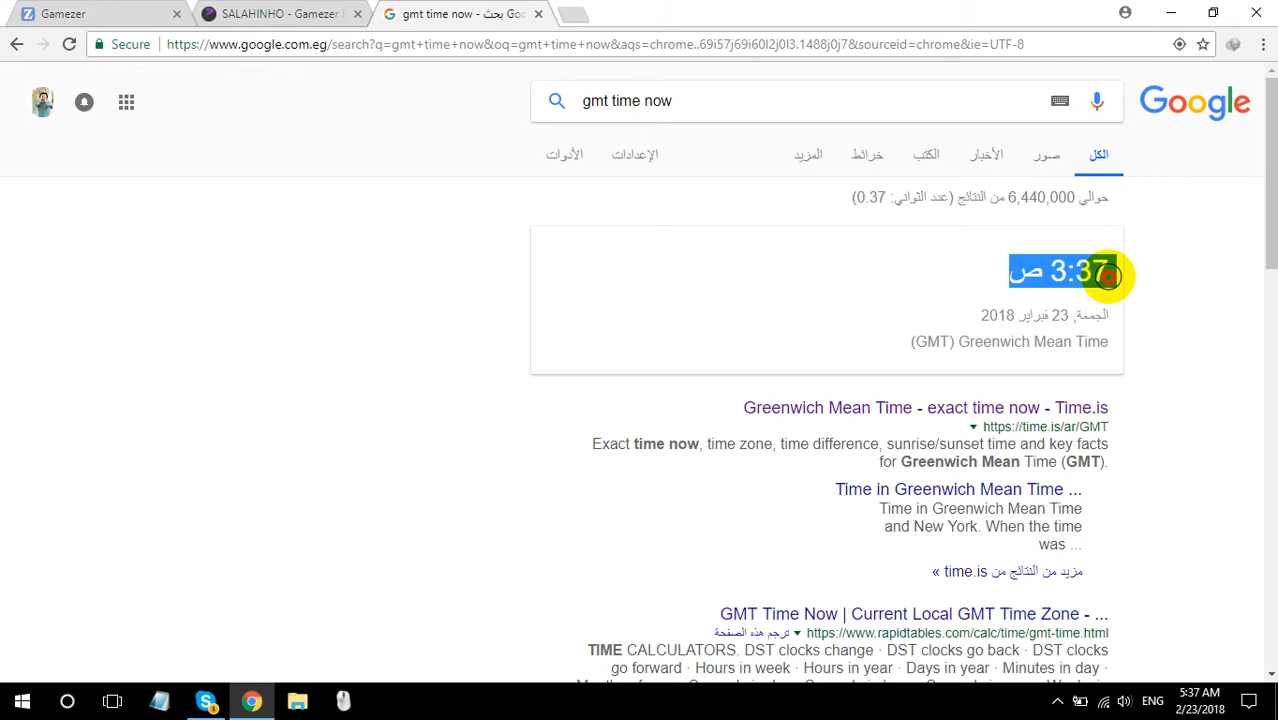 Gamezer
SALAHINHO - Gamezer
gmt time now - بحث Goo
Secure
https://www.google.com.eg/search?q=gmt+time+now&oq=gmt+time+now&aqs=chrome..69i57j69i60l2j0l3.1488j0j7&sourceid=chrome&ie=UTF-8
gmt time now
Google
الكل
صور
الأخبار
الكتب
خرائط
المزيد
الإعدادات
الأدوات
حوالي 6,440,000 من النتائج (عدد الثواني: 0.37)
3:37 ص
الجمعة, 23 فبراير 2018
(GMT) Greenwich Mean Time
Greenwich Mean Time - exact time now - Time.is
https://time.is/ar/GMT
Exact time now, time zone, time difference, sunrise/sunset time and key facts
for Greenwich Mean Time (GMT).
Time in Greenwich Mean Time ...
Time in Greenwich Mean Time
and New York. When the time
was ...
مزيد من النتائج من time.is »
GMT Time Now | Current Local GMT Time Zone - ...
https://www.rapidtables.com/calc/time/gmt-time.html
ترجم هذه الصفحة
TIME CALCULATORS. DST clocks change · DST clocks go back · DST clocks
go forward · Hours in week · Hours in year · Days in year · Minutes in day ·
ENG
5:37 AM
2/23/2018